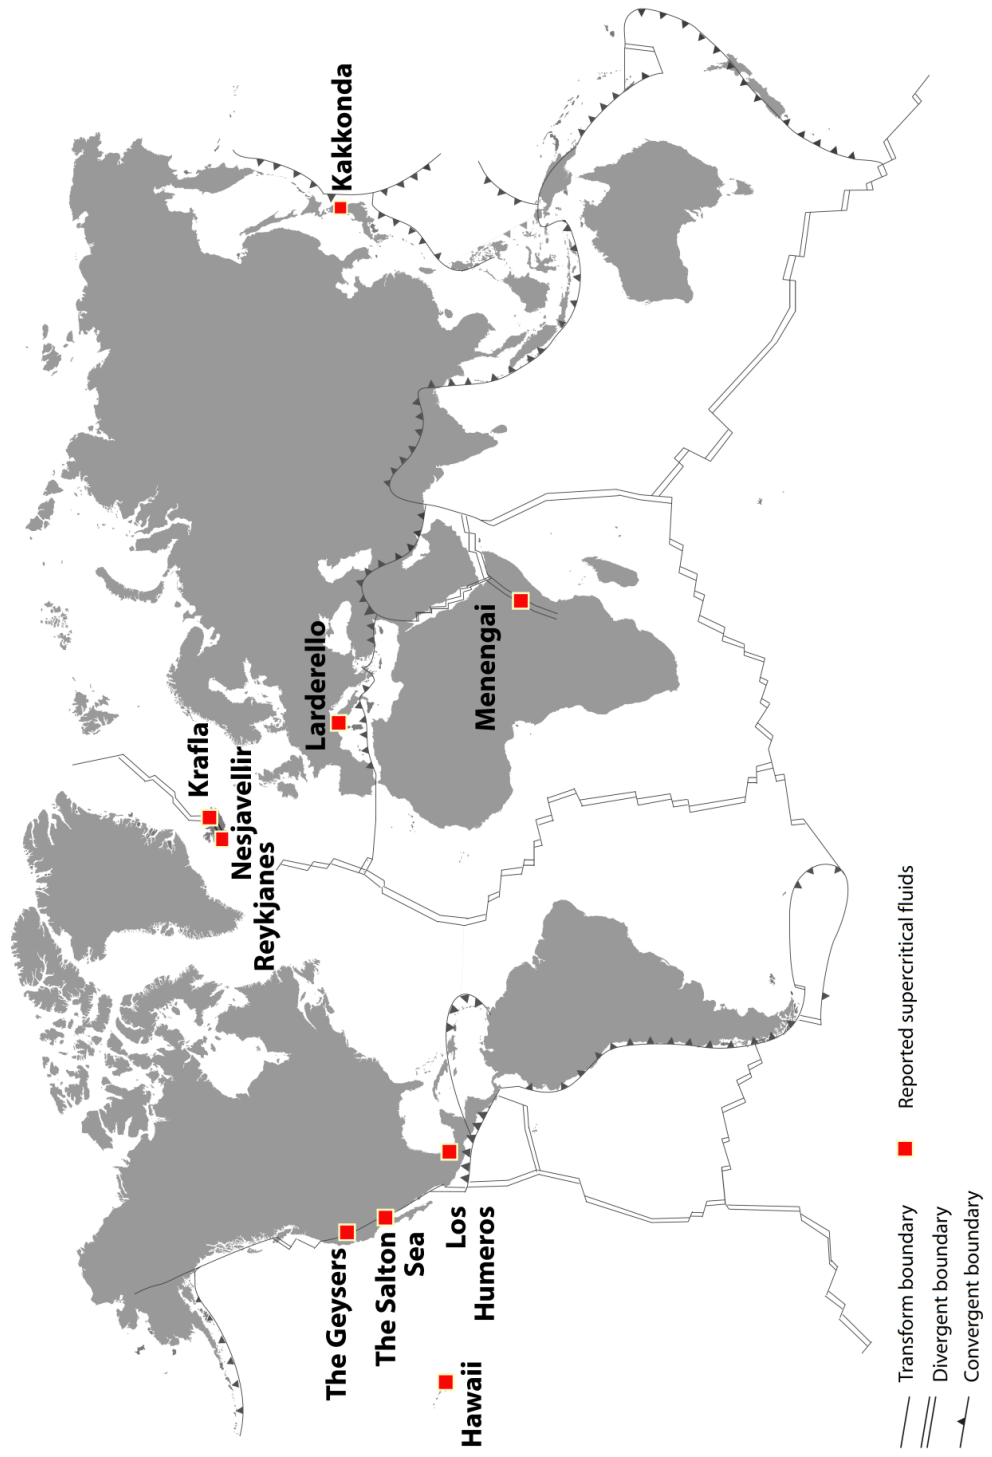 Krafla
Nesjavellir
Reykjanes
Larderello
Kakkonda
The Geysers
The Salton
Sea
Los
Humeros
Hawaii
Menengai
Transform boundary
Divergent boundary
Convergent boundary
Reported supercritical fluids